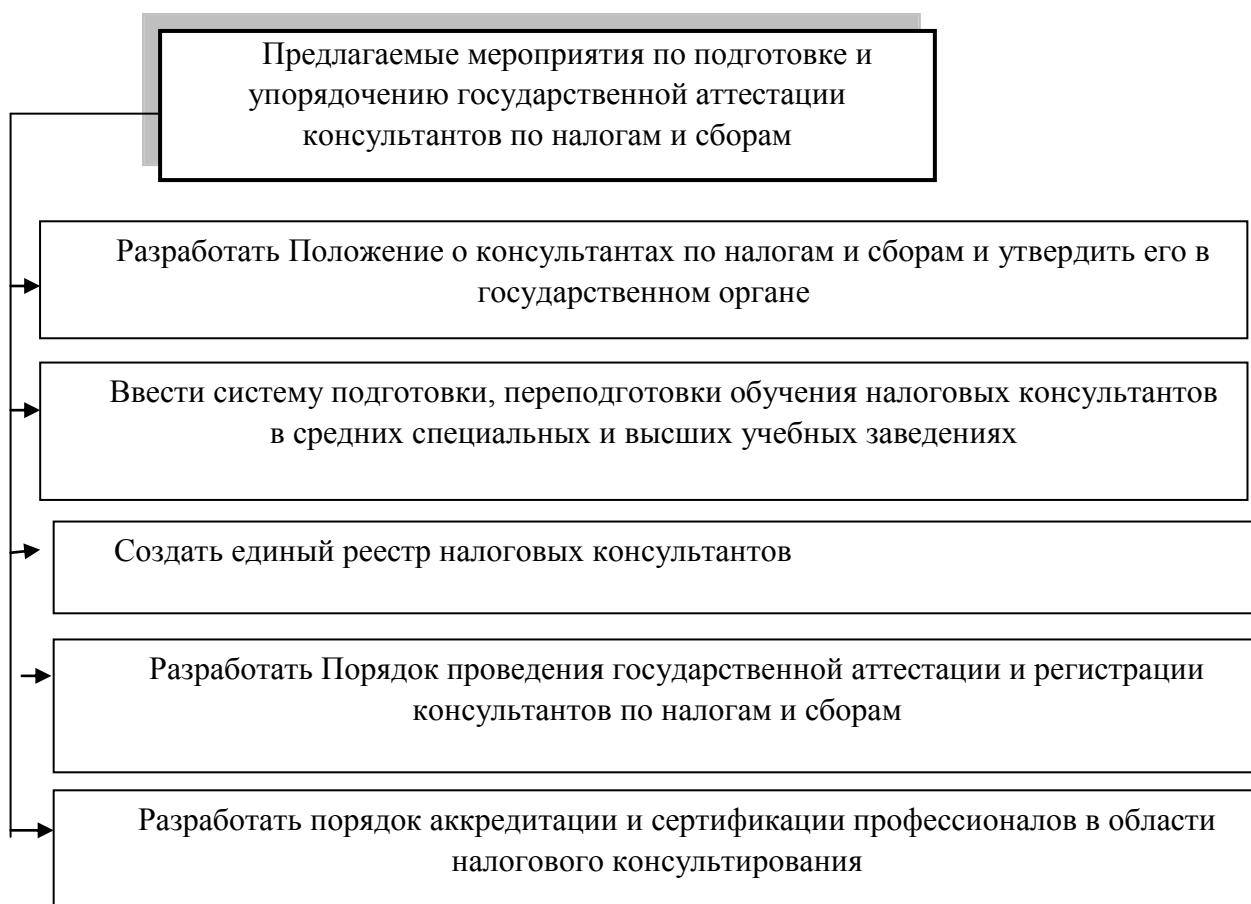 Предлагаемые мероприятия по подготовке и
упорядочению государственной аттестации
консультантов по налогам и сборам
Разработать Положение о консультантах по налогам и сборам и утвердить его в
государственном органе
Ввести систему подготовки, переподготовки обучения налоговых консультантов
в средних специальных и высших учебных заведениях
Создать единый реестр налоговых консультантов
Разработать Порядок проведения государственной аттестации и регистрации
консультантов по налогам и сборам
Разработать порядок аккредитации и сертификации профессионалов в области
налогового консультирования